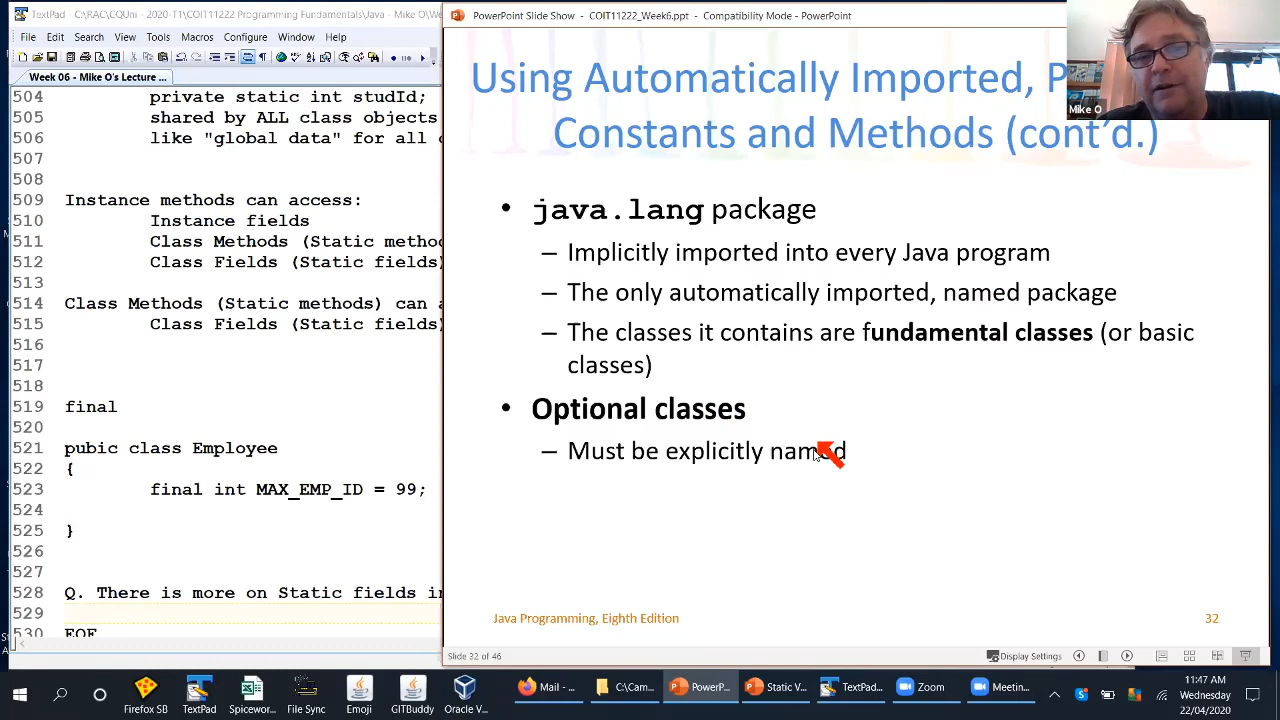 TextPad - C:\RAC\CQUni - 2020-T1\COIT11222 Programming Fundamentals\Java - Mike O\We
File Edit Search View Tools Macros Configure Window Help
Week 06 - Mike O's Lecture ...
504 private static int studId;
505 shared by ALL class objects
506 like "global data" for all
507
508
509 Instance methods can access:
510 Instance fields
511 Class Methods (Static metho
512 Class Fields (Static fields)
513
514 Class Methods (Static methods) can a
515 Class Fields (Static fields)
516
517
518
519 final
520
521 pubic class Employee
522 {
523 final int MAX_EMP_ID = 99;
524
525 }
526
527
528 Q. There is more on Static fields in
529
530 EOF
PowerPoint Slide Show - COIT11222_Week6.ppt - Compatibility Mode - PowerPoint
Using Automatically Imported, P
Constants and Methods (cont'd.)
• java.lang package
– Implicitly imported into every Java program
– The only automatically imported, named package
– The classes it contains are fundamental classes (or basic
classes)
• Optional classes
– Must be explicitly named
Java Programming, Eighth Edition
32
Slide 32 of 46
Display Settings
Mike O
Firefox SB
TextPad
Spicewor...
File Sync
Emoji
GITBuddy
Oracle V...
Mail - ...
C:\Cam...
PowerP...
Static V...
TextPad...
Zoom
Meetin...
11:47 AM
Wednesday
22/04/2020